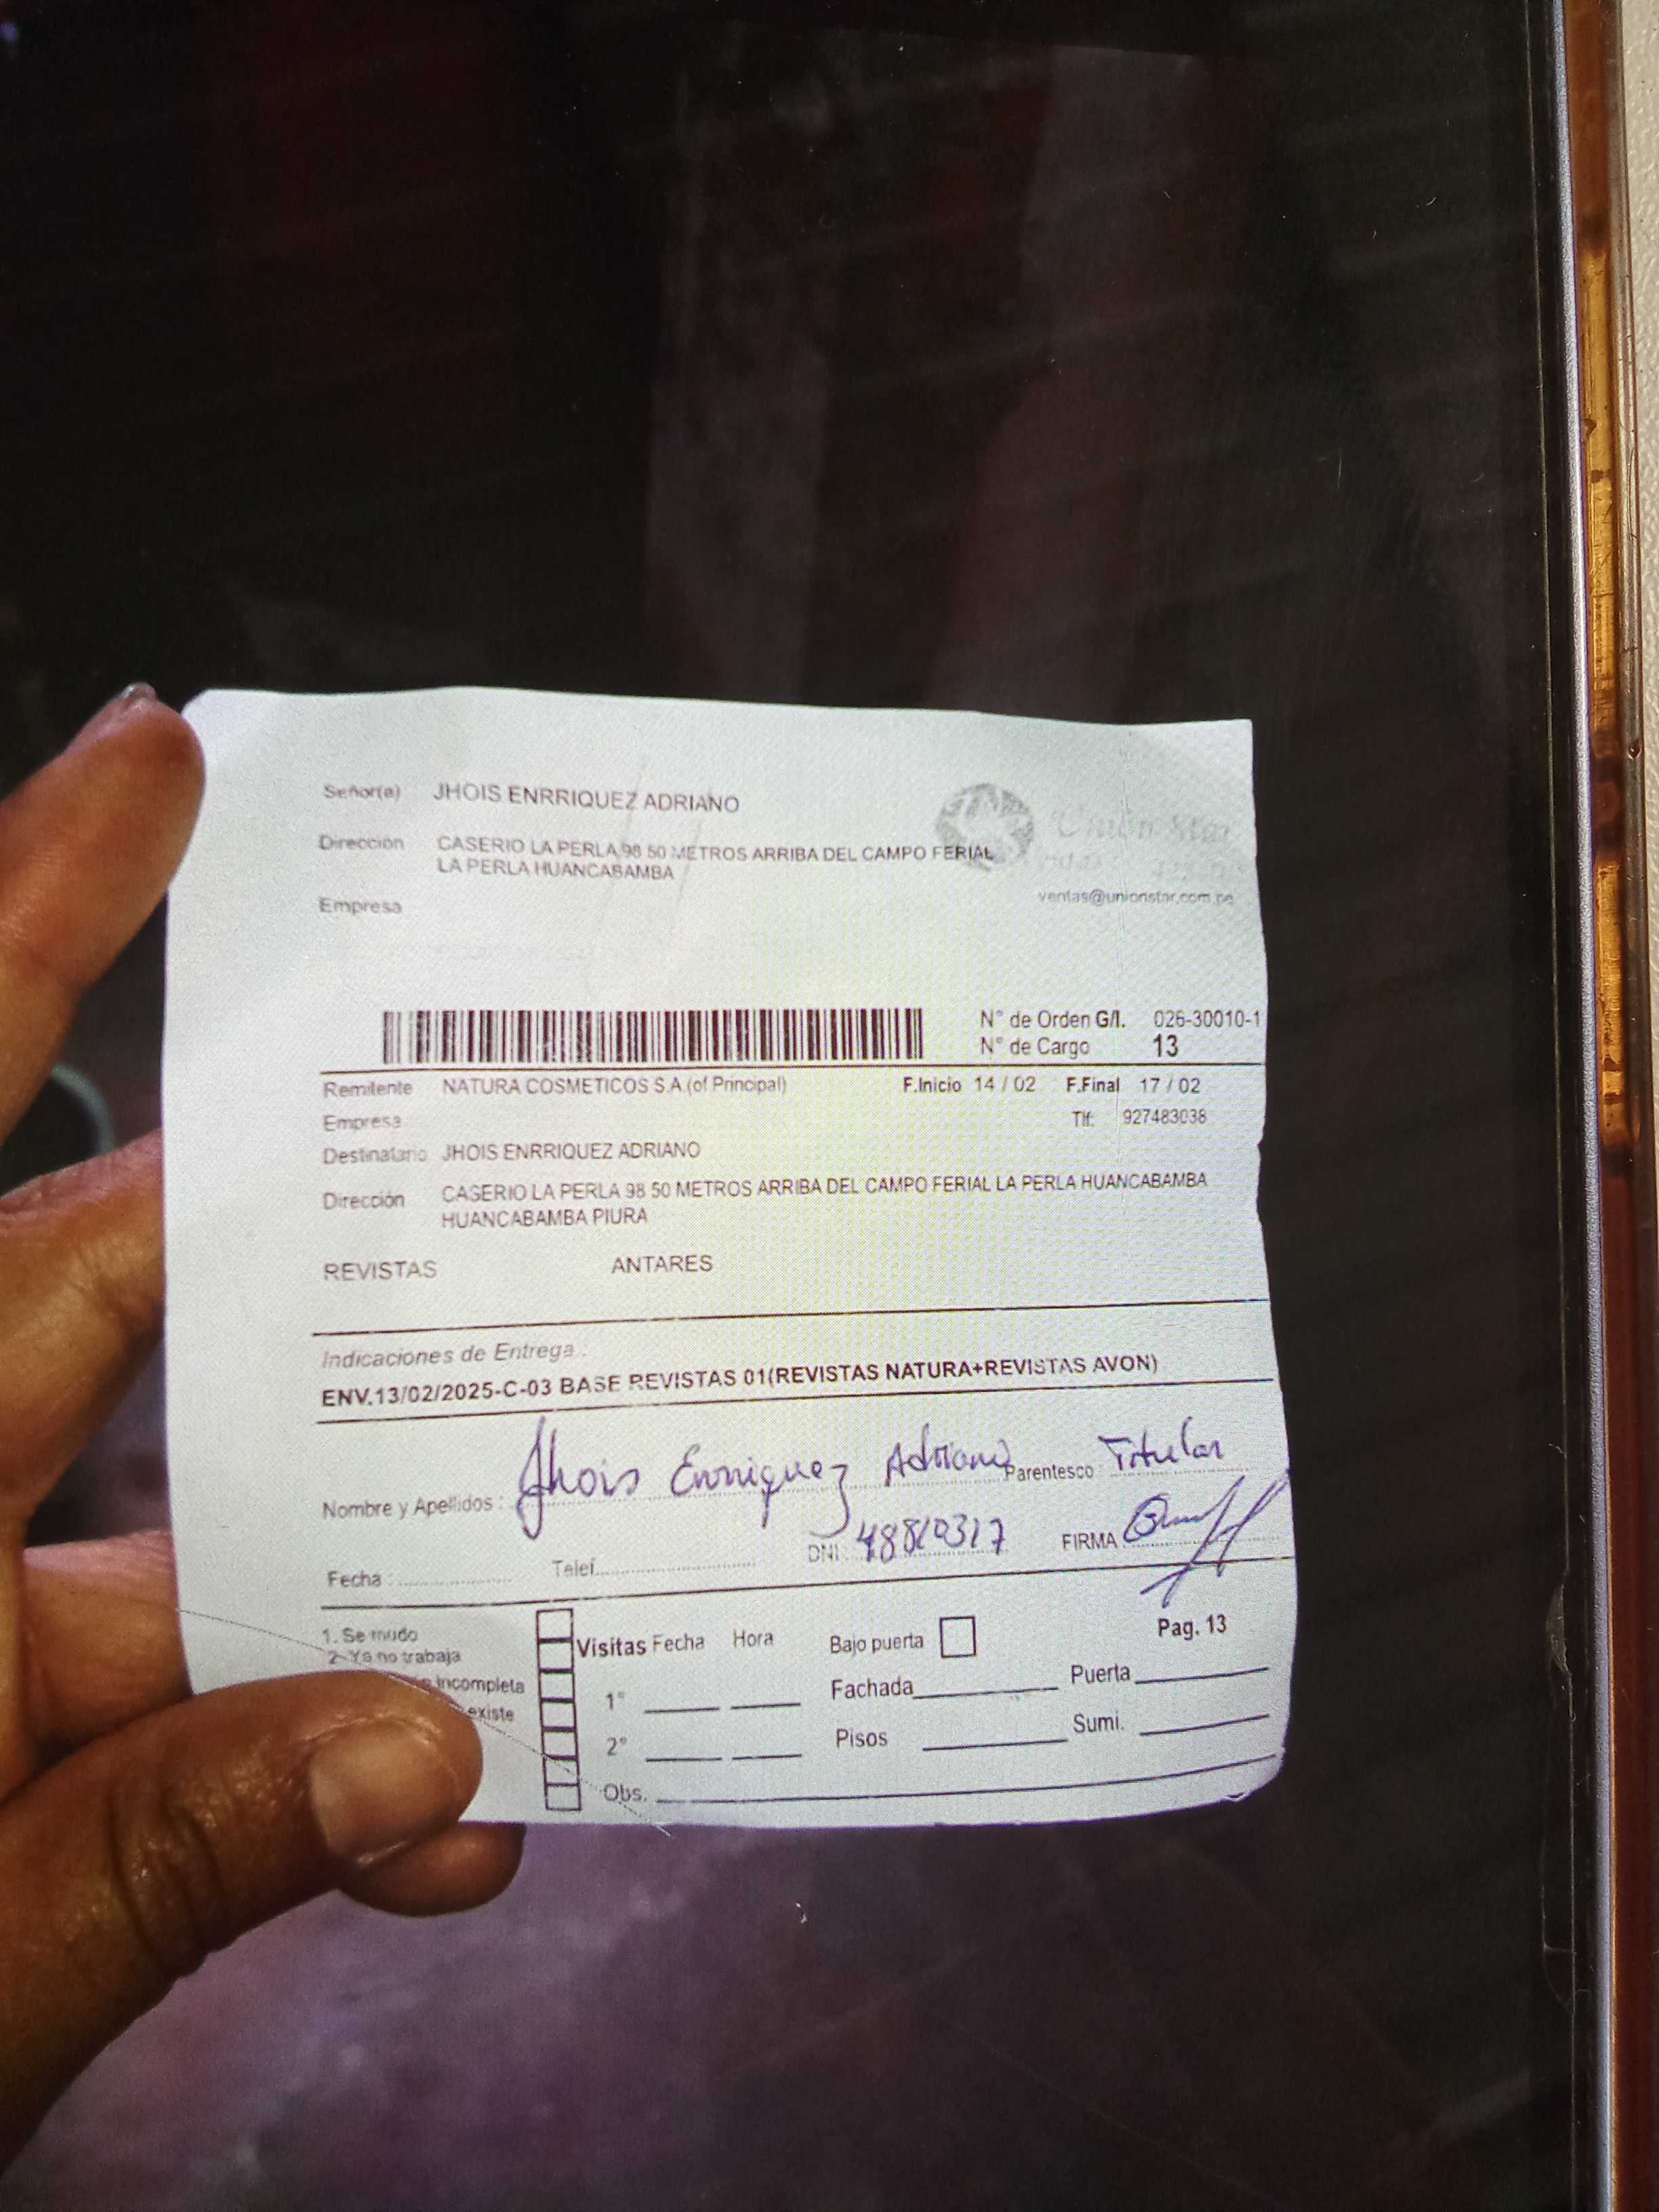 Señor(a) JHOIS ENRRIQUEZ ADRIANO
Dirección CASERIO LA PERLA 98 50 METROS ARRIBA DEL CAMPO FERIAL
LA PERLA HUANCABAMBA
Union Star
ventas@unionstar.com.pe
Empresa
N° de Orden G/I. 026-30010-1
N° de Cargo 13
Remitente NATURA COSMETICOS S.A.(of.Principal) F.Inicio 14 / 02 F.Final 17 / 02
Empresa Tlf: 927483038
Destinatario JHOIS ENRRIQUEZ ADRIANO
Dirección CASERIO LA PERLA 98 50 METROS ARRIBA DEL CAMPO FERIAL LA PERLA HUANCABAMBA
HUANCABAMBA PIURA
REVISTAS ANTARES
Indicaciones de Entrega :
ENV.13/02/2025-C-03 BASE REVISTAS 01(REVISTAS NATURA+REVISTAS AVON)
Nombre y Apellidos : Jhois Enrriquez Adriano Parentesco : Titular
Fecha : Telef. DNI : 48810317 FIRMA
Pag. 13
1. Se mudo
2- Ya no trabaja
incompleta
existe
Visitas Fecha Hora Bajo puerta
1° Fachada Puerta
2° Pisos Sumi.
Obs.